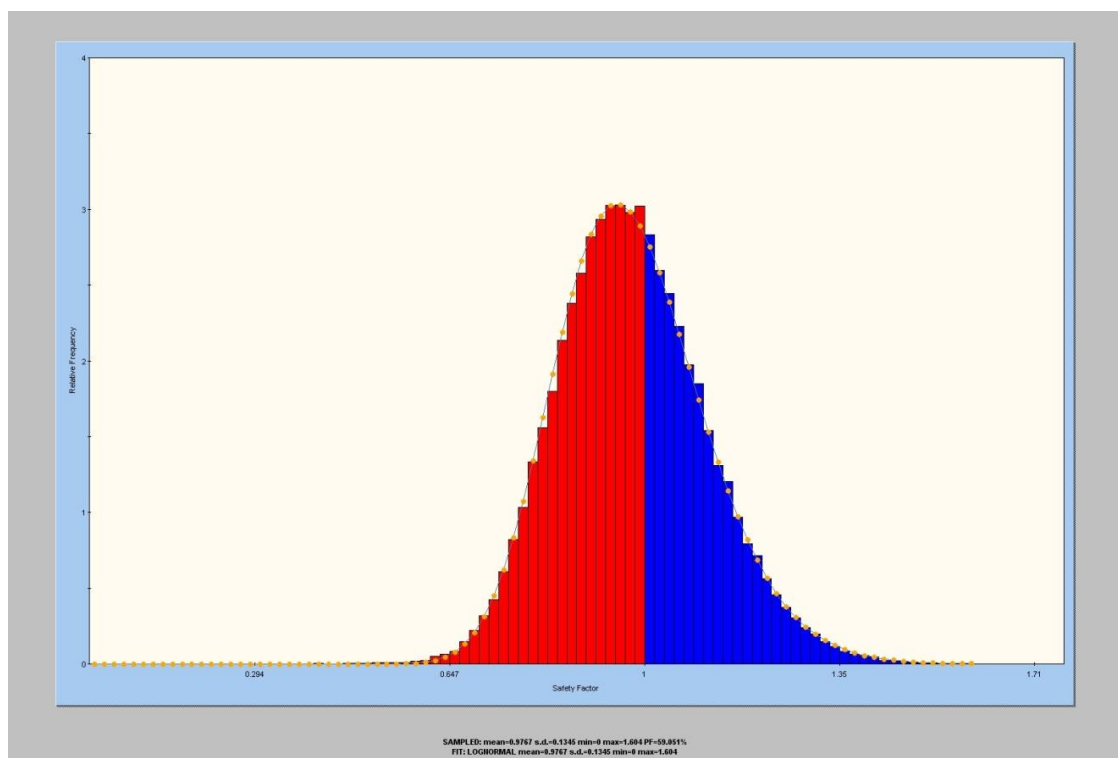 4
3
2
1
0
Relative Frequency
0.294
0.647
1
1.35
1.71
Safety Factor
SAMPLED: mean=0.9767 s.d.=0.1345 min=0 max=1.604 PF=59.051%
FIT: LOGNORMAL mean=0.9767 s.d.=0.1345 min=0 max=1.604